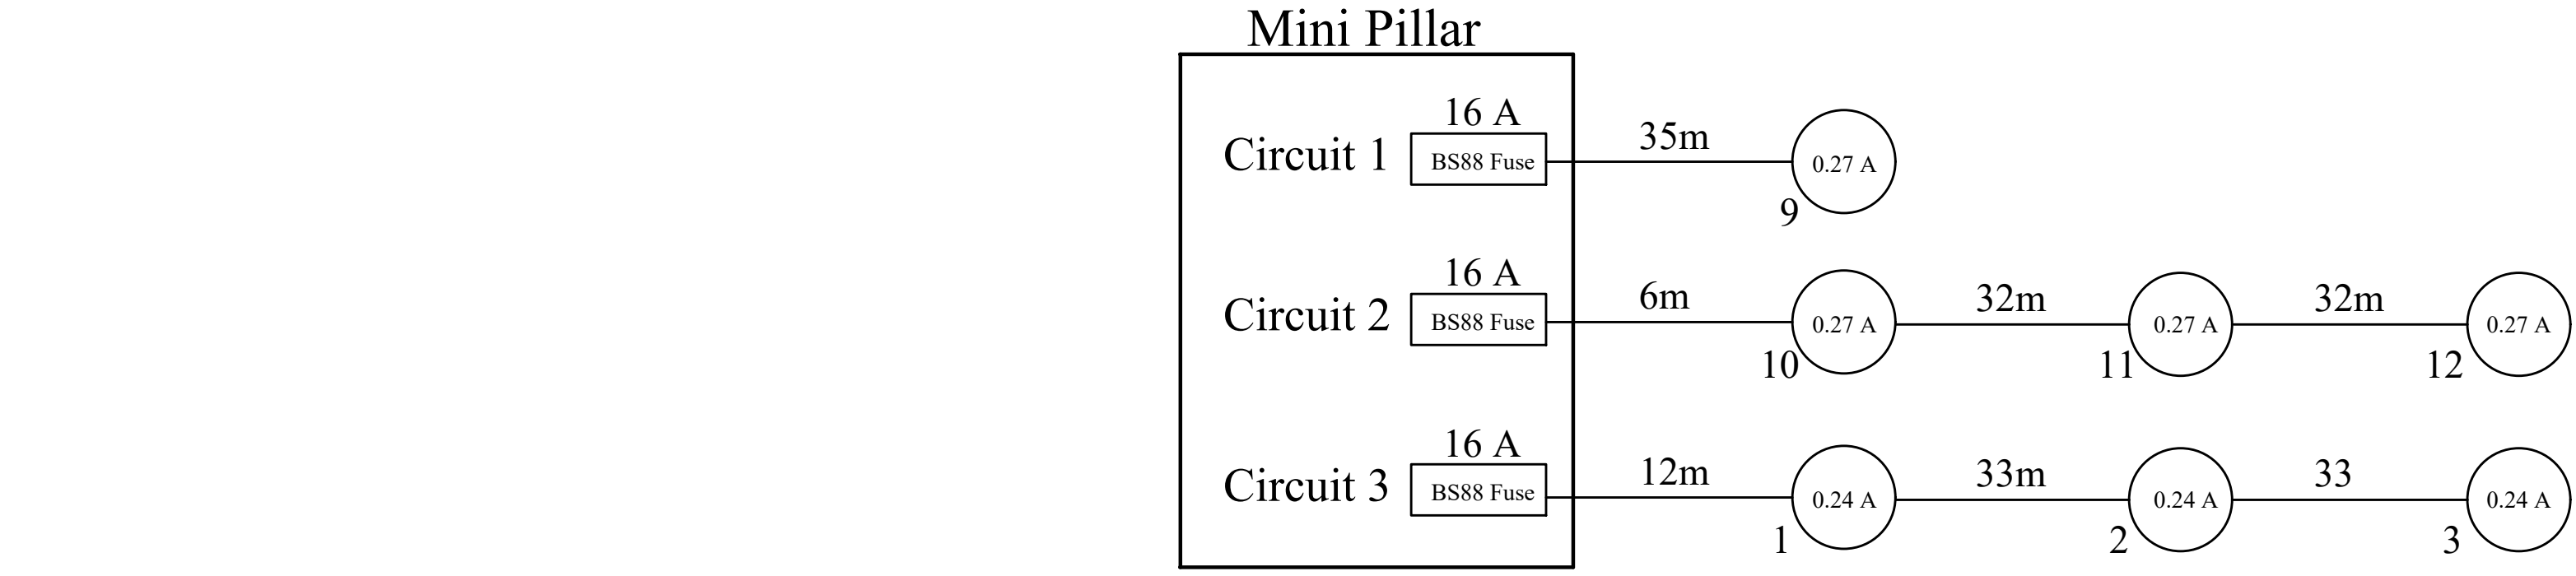 Mini Pillar
16 A
Circuit 1 BS88 Fuse 35m 0.27 A
9
16 A
Circuit 2 BS88 Fuse 6m 0.27 A 32m 0.27 A 32m 0.27 A
10 11 12
16 A
Circuit 3 BS88 Fuse 12m 0.24 A 33m 0.24 A 33 0.24 A
1 2 3